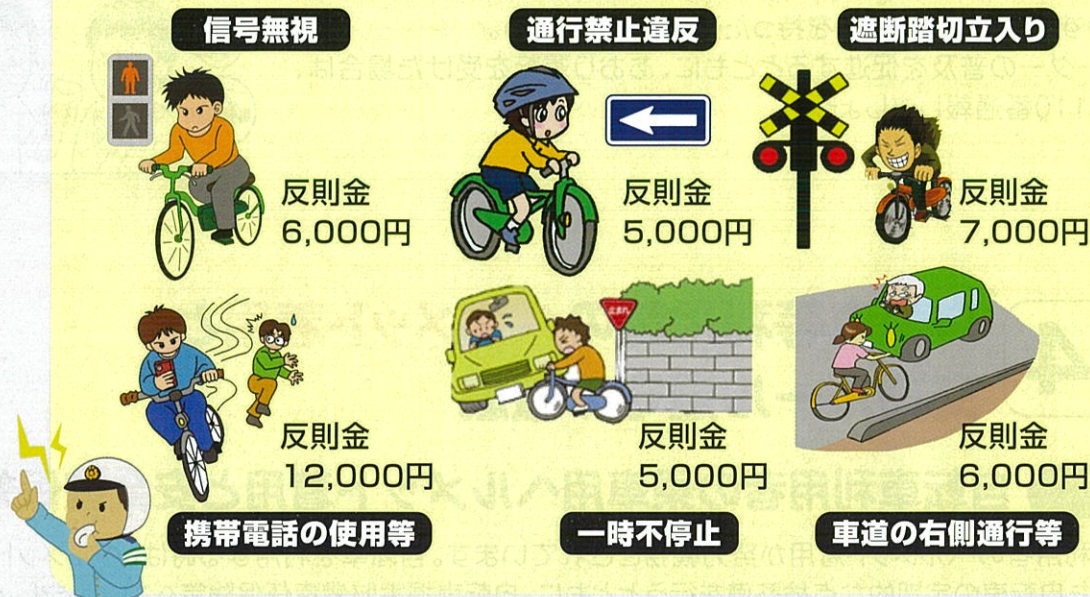 信号無視
通行禁止違反
遮断踏切立入り
反則金
6,000円
反則金
5,000円
反則金
7,000円
止まれ
反則金
12,000円
反則金
5,000円
反則金
6,000円
携帯電話の使用等
一時不停止
車道の右側通行等